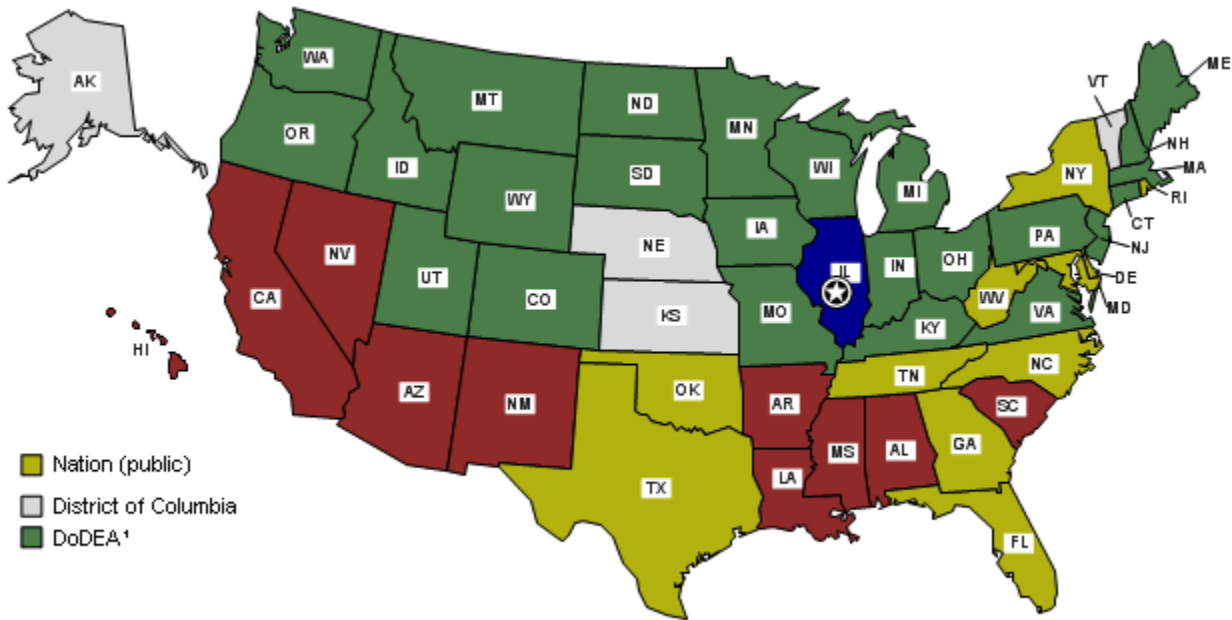 AK
WA
MT
ND
MN
VT
ME
OR
ID
WY
SD
WI
MI
NY
NH
MA
RI
CT
NE
IA
PA
NJ
NV
UT
CO
IL
IN
OH
DE
CA
KS
MO
KY
WV
VA
MD
HI
AZ
NM
OK
AR
TN
NC
SC
TX
LA
MS
AL
GA
FL
Nation (public)
District of Columbia
DoDEA¹